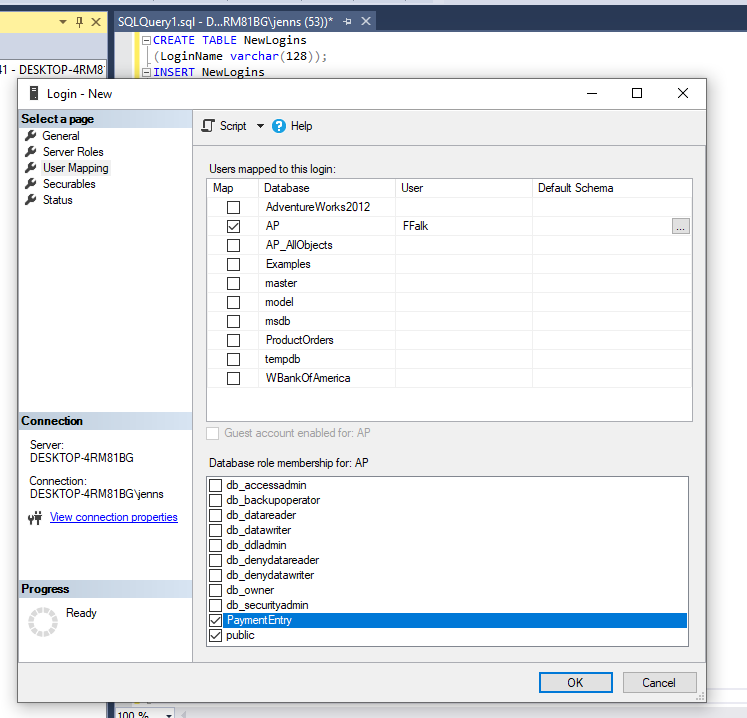 SQLQuery1.sql - D...RM81BG\jenns (53))*
CREATE TABLE NewLogins
(LoginName varchar(128));
INSERT NewLogins
41 - DESKTOP-4RM81
Login - New
Select a page
General
Server Roles
User Mapping
Securables
Status
Script
Help
Users mapped to this login:
Map Database User Default Schema
AdventureWorks2012
AP FFalk ...
AP_AllObjects
Examples
master
model
msdb
ProductOrders
tempdb
WBankOfAmerica
Guest account enabled for: AP
Database role membership for: AP
db_accessadmin
db_backupoperator
db_datareader
db_datawriter
db_ddladmin
db_denydatareader
db_denydatawriter
db_owner
db_securityadmin
PaymentEntry
public
Connection
Server:
DESKTOP-4RM81BG
Connection:
DESKTOP-4RM81BG\jenns
View connection properties
Progress
Ready
OK Cancel
100 %